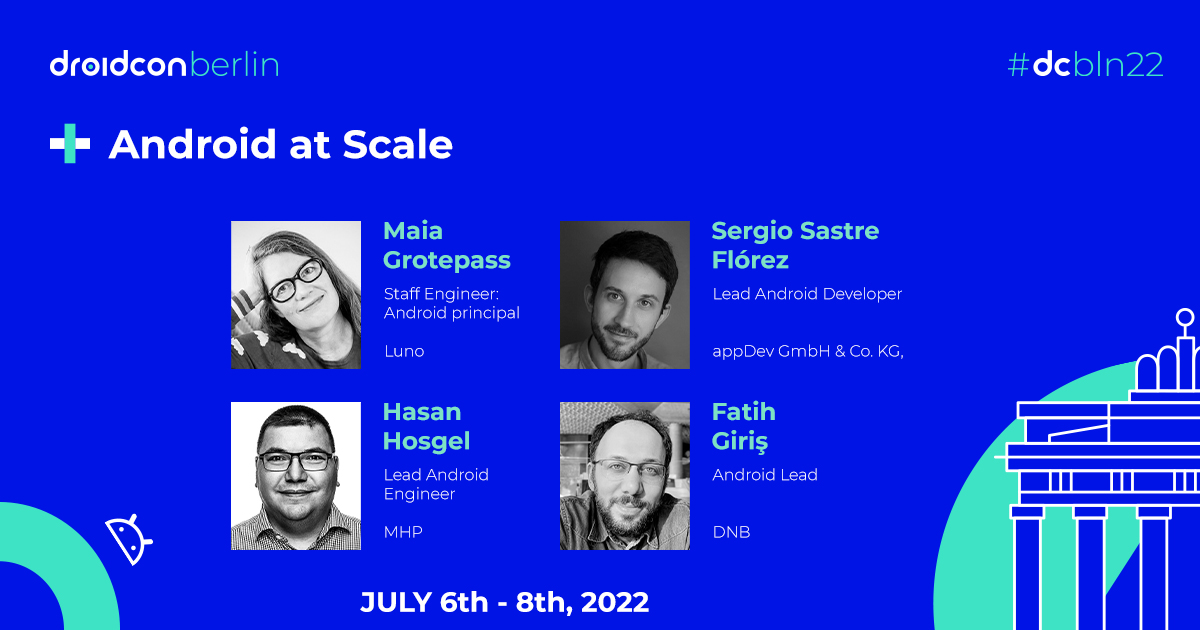 droidconberlin
#dcbln22
Android at Scale
Maia
Grotepass
Staff Engineer:
Android principal
Luno
Sergio Sastre
Flórez
Lead Android Developer
appDev GmbH & Co. KG,
Hasan
Hosgel
Lead Android
Engineer
MHP
Fatih
Giriş
Android Lead
DNB
JULY 6th - 8th, 2022